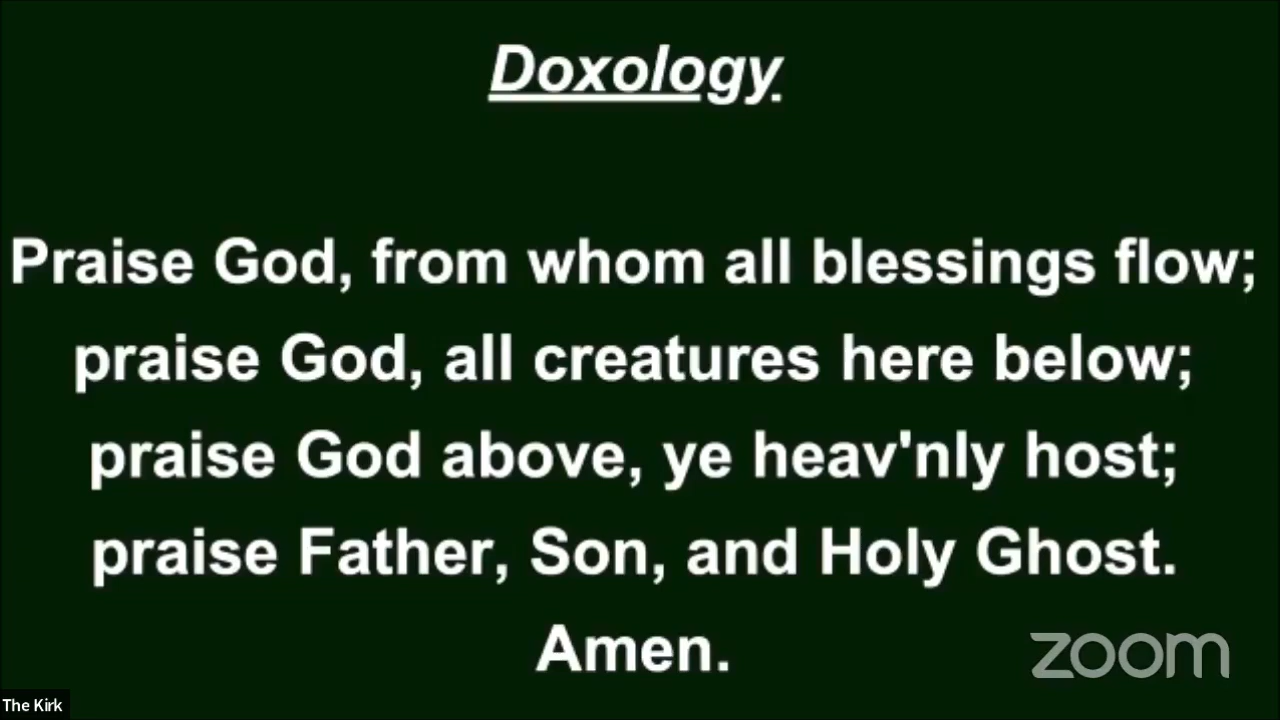 Doxology
Praise God, from whom all blessings flow;
praise God, all creatures here below;
praise God above, ye heav'nly host;
praise Father, Son, and Holy Ghost.
Amen.
zoom
The Kirk